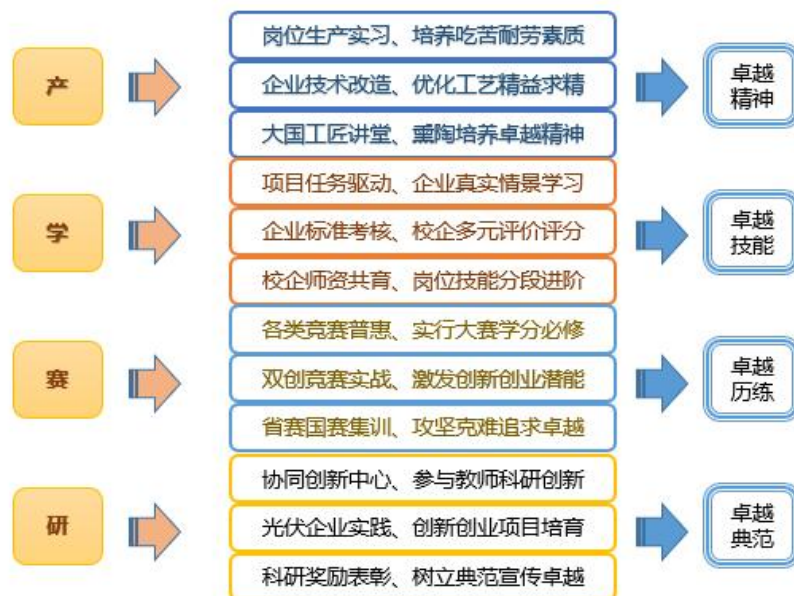 产
岗位生产实习、培养吃苦耐劳素质
企业技术改造、优化工艺精益求精
大国工匠讲堂、熏陶培养卓越精神
卓越
精神
学
项目任务驱动、企业真实情景学习
企业标准考核、校企多元评价评分
校企师资共育、岗位技能分段进阶
卓越
技能
赛
各类竞赛普惠、实行大赛学分必修
双创竞赛实战、激发创新创业潜能
省赛国赛集训、攻坚克难追求卓越
卓越
历练
研
协同创新中心、参与教师科研创新
光伏企业实践、创新创业项目培育
科研奖励表彰、树立典范宣传卓越
卓越
典范